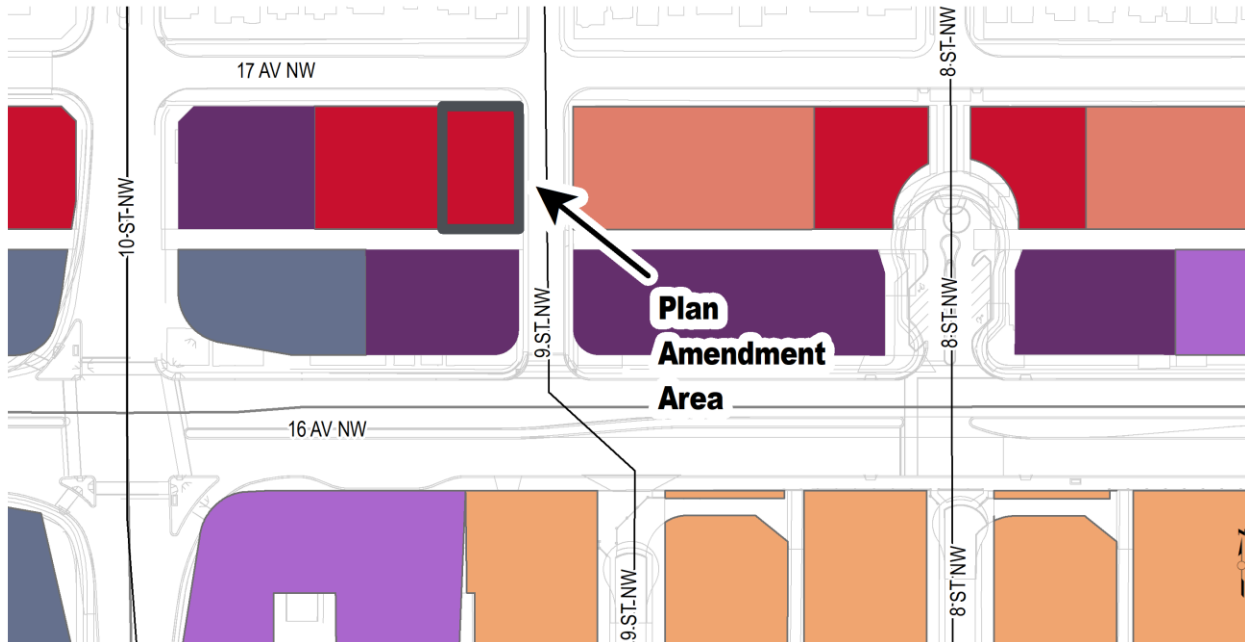 17 AV NW
8 ST NW
10 ST NW
Plan
Amendment
Area
9 ST NW
8 ST NW
16 AV NW
9 ST NW
8 ST NW